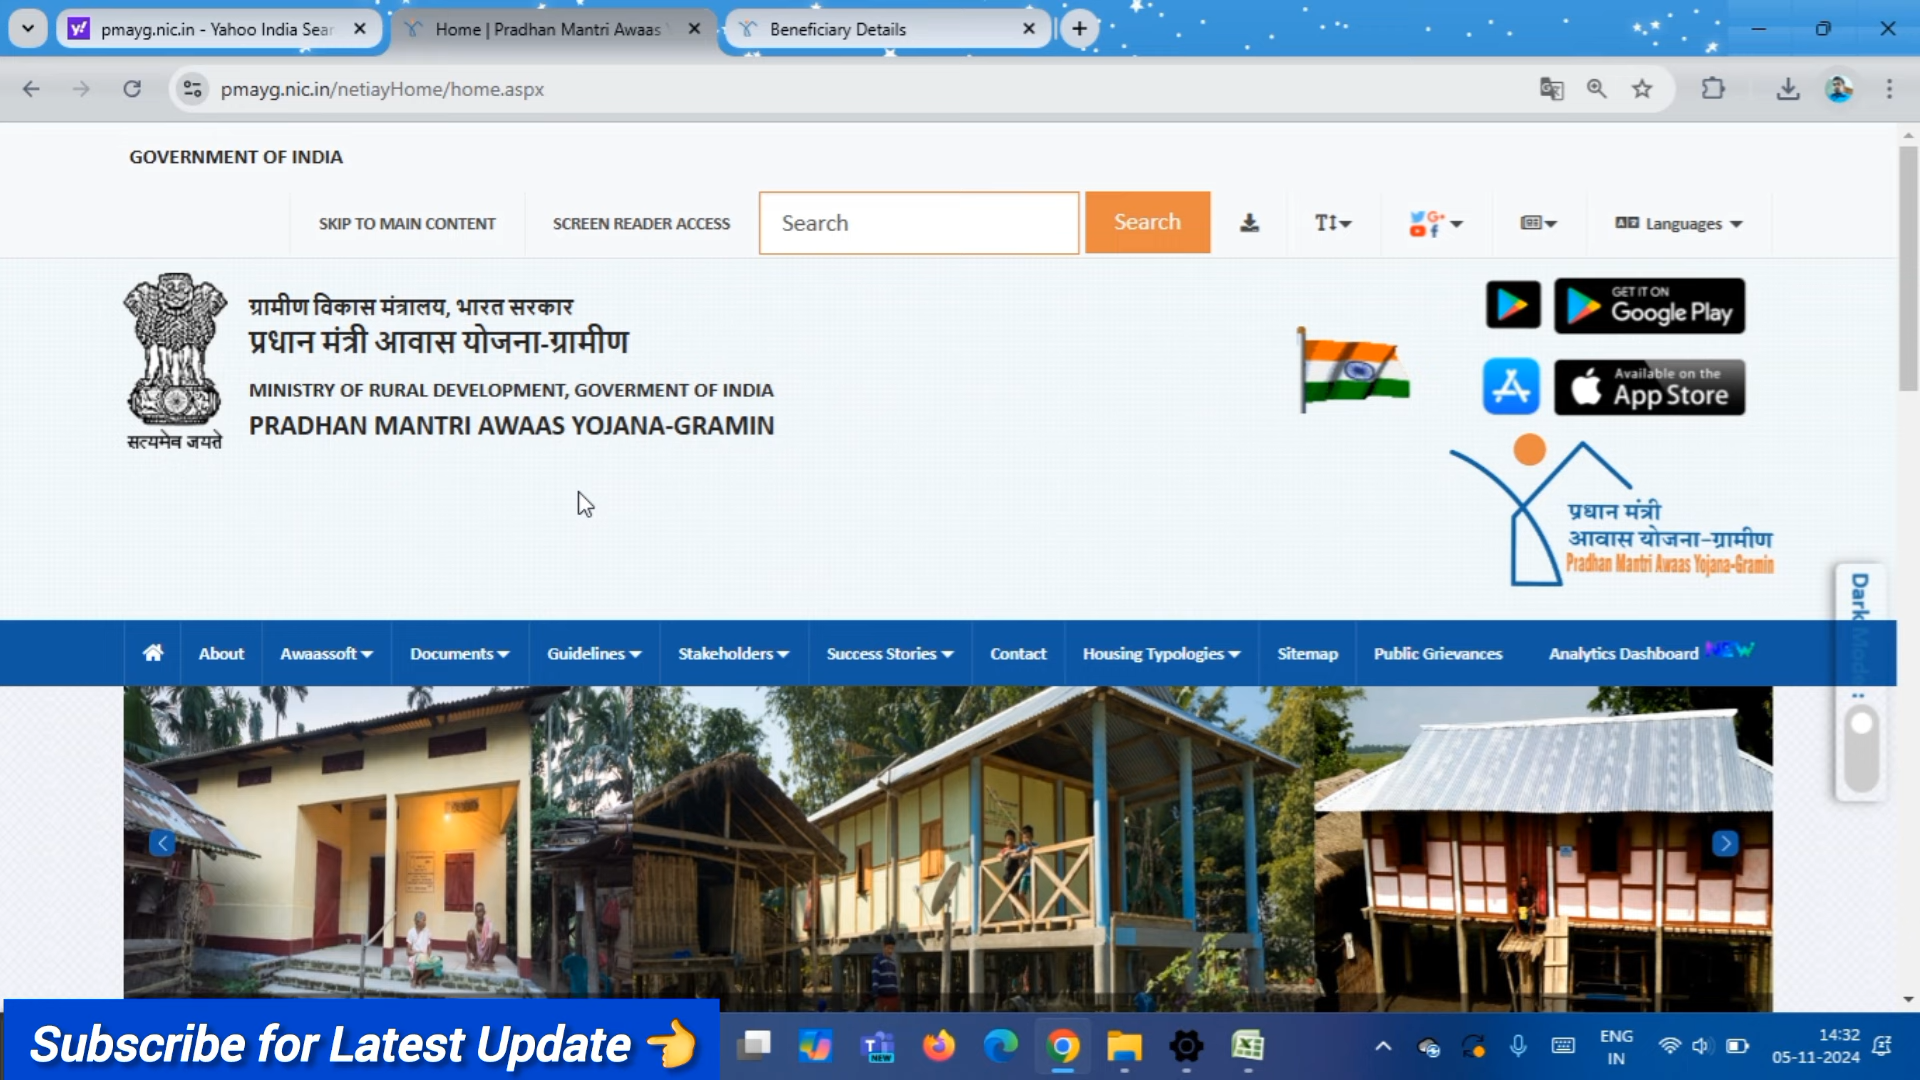 pmayg.nic.in - Yahoo India Sear
Home | Pradhan Mantri Awaas
Beneficiary Details
pmayg.nic.in/netiayHome/home.aspx
GOVERNMENT OF INDIA
SKIP TO MAIN CONTENT
SCREEN READER ACCESS
Search
Search
Languages
ग्रामीण विकास मंत्रालय, भारत सरकार
प्रधान मंत्री आवास योजना-ग्रामीण
MINISTRY OF RURAL DEVELOPMENT, GOVERMENT OF INDIA
PRADHAN MANTRI AWAAS YOJANA-GRAMIN
सत्यमेव जयते
GET IT ON
Google Play
Available on the
App Store
प्रधान मंत्री
आवास योजना-ग्रामीण
Pradhan Mantri Awaas Yojana-Gramin
Dark Mode :
About
Awaassoft
Documents
Guidelines
Stakeholders
Success Stories
Contact
Housing Typologies
Sitemap
Public Grievances
Analytics Dashboard NEW
Subscribe for Latest Update
NEW
ENG
IN
14:32
05-11-2024